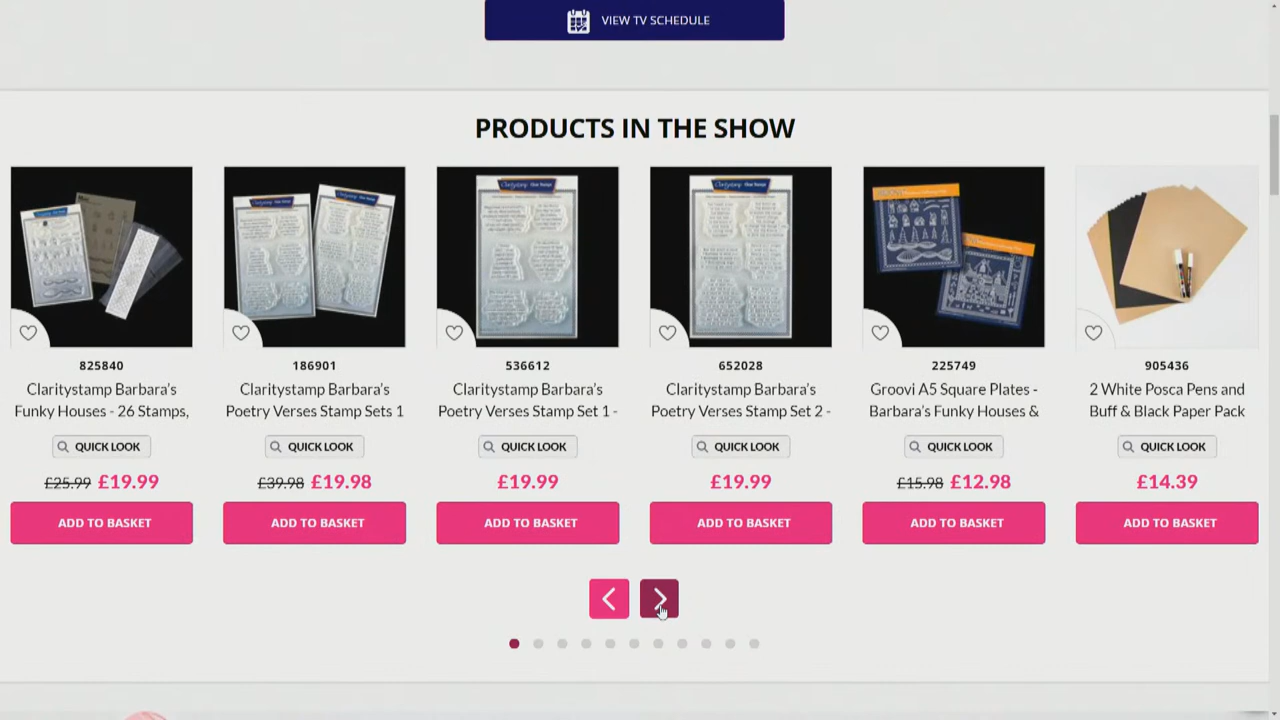 VIEW TV SCHEDULE
PRODUCTS IN THE SHOW
825840
Claritystamp Barbara's
Funky Houses - 26 Stamps,
QUICK LOOK
£25.99 £19.99
ADD TO BASKET
186901
Claritystamp Barbara's
Poetry Verses Stamp Sets 1
QUICK LOOK
£39.98 £19.98
ADD TO BASKET
536612
Claritystamp Barbara's
Poetry Verses Stamp Set 1 -
QUICK LOOK
£19.99
ADD TO BASKET
652028
Claritystamp Barbara's
Poetry Verses Stamp Set 2 -
QUICK LOOK
£19.99
ADD TO BASKET
225749
Groovi A5 Square Plates -
Barbara's Funky Houses &
QUICK LOOK
£15.98 £12.98
ADD TO BASKET
905436
2 White Posca Pens and
Buff & Black Paper Pack
QUICK LOOK
£14.39
ADD TO BASKET